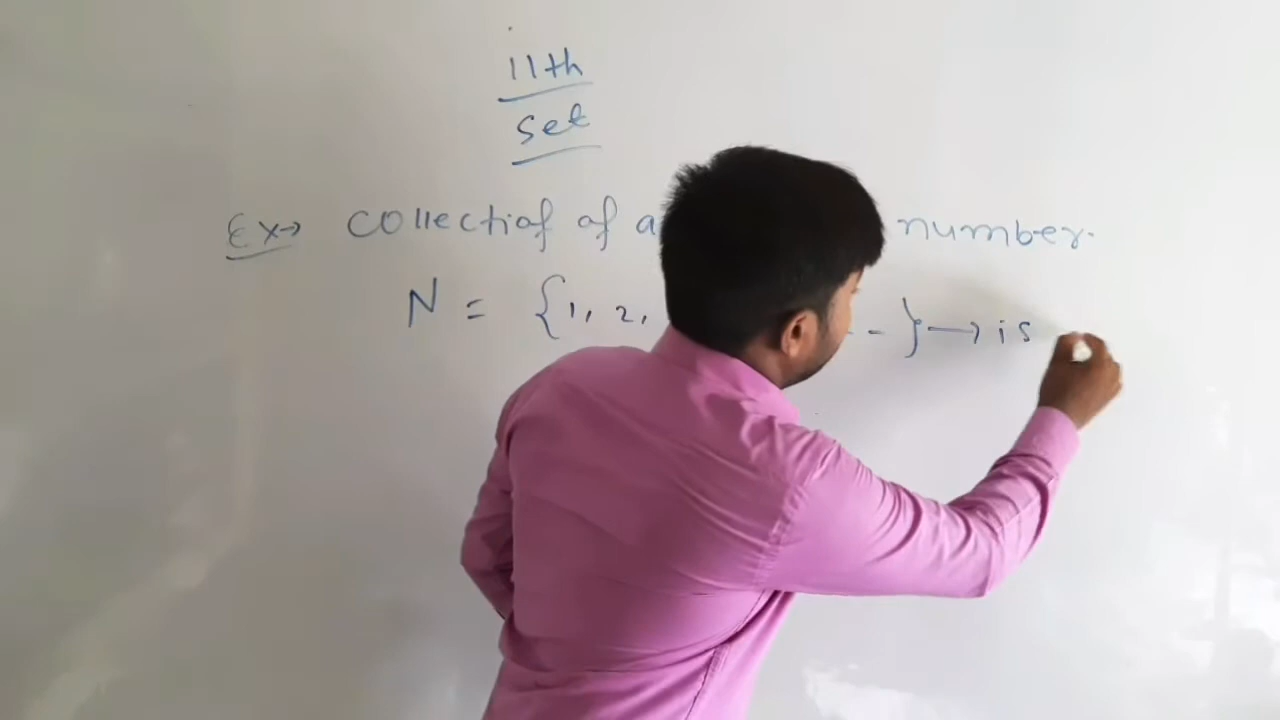 11th
Set
Ex→ Collectiof of a number.
N = { 1, 2, - - } → is